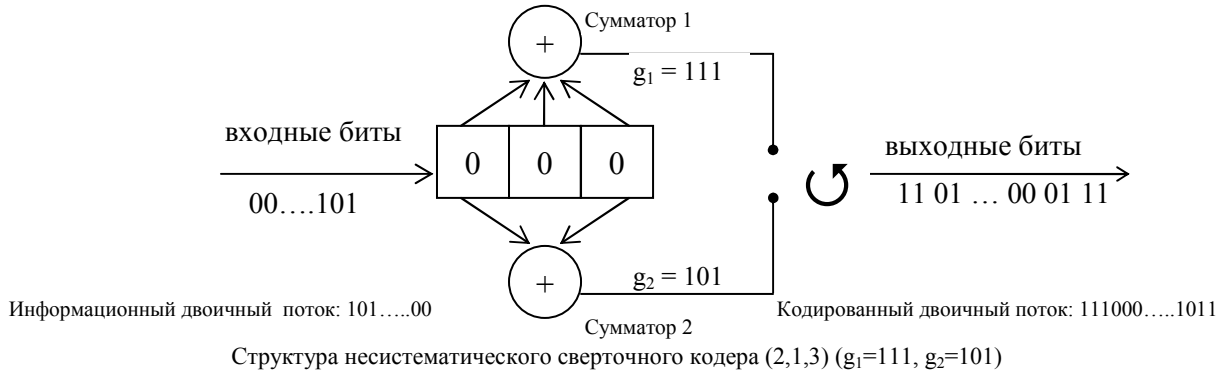 Сумматор 1
+
g₁ = 111
входные биты
0 0 0
выходные биты
00….101
11 01 … 00 01 11
+
g₂ = 101
Информационный двоичный поток: 101…..00
Кодированный двоичный поток: 111000…..1011
Сумматор 2
Структура несистематического сверточного кодера (2,1,3) (g₁=111, g₂=101)